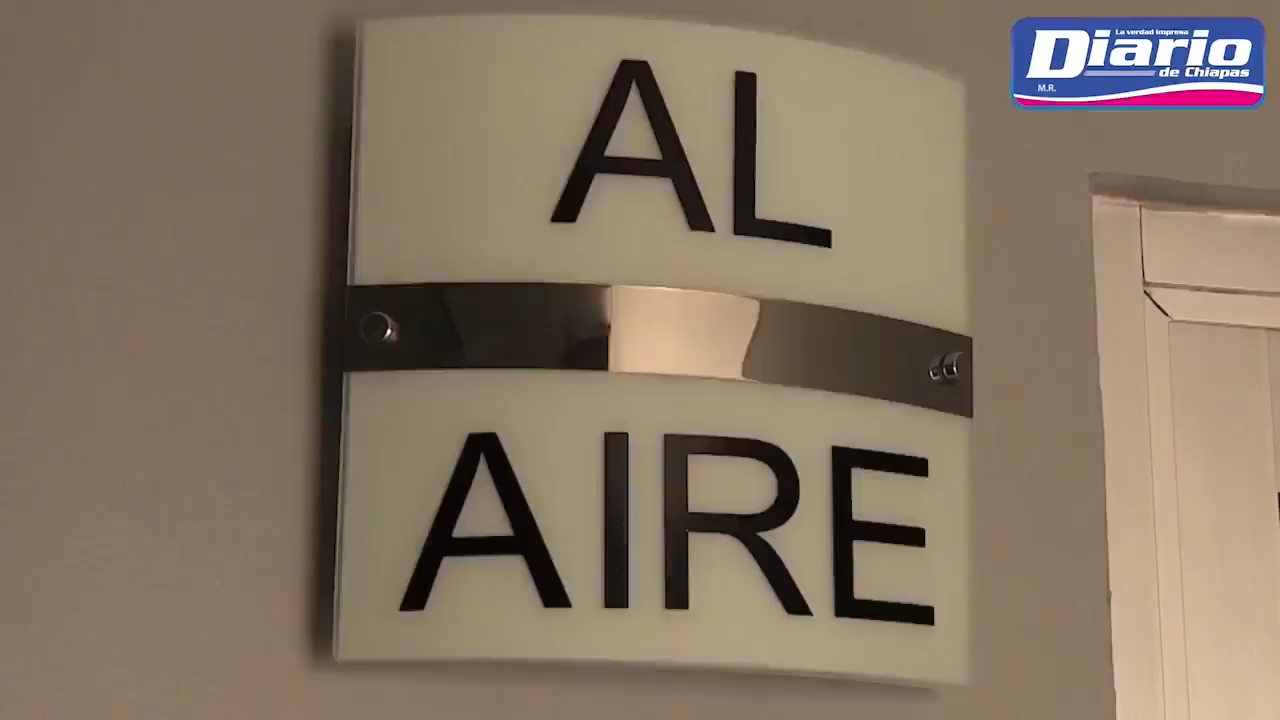 La verdad impresa
Diario
de Chiapas
M.R.
AL
AIRE